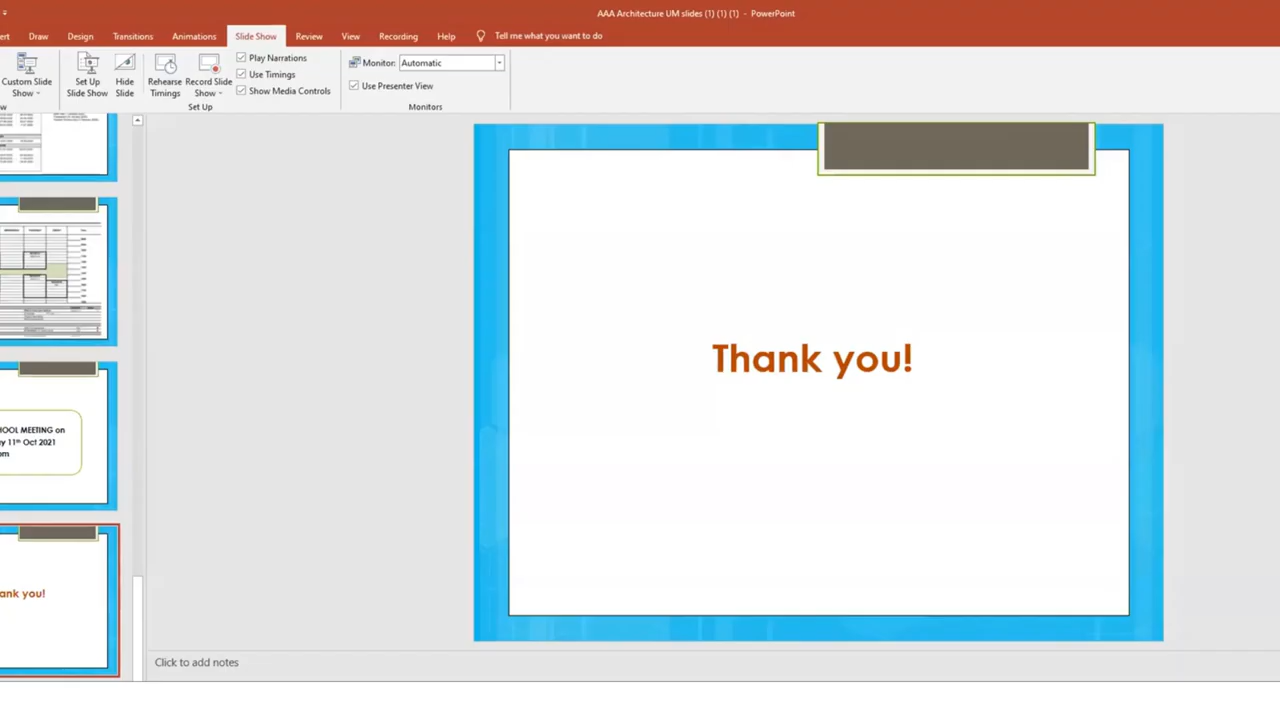 AAA Architecture UM slides (1) (1) (1) - PowerPoint
Draw Design Transitions Animations Slide Show Review View Recording Help Tell me what you want to do
Custom Slide
Show
Set Up
Slide Show
Hide
Slide
Rehearse
Timings
Record Slide
Show
Play Narrations
Use Timings
Show Media Controls
Set Up
Monitor: Automatic
Use Presenter View
Monitors
MEETING on
11th Oct 2021
Thank you!
you!
Click to add notes